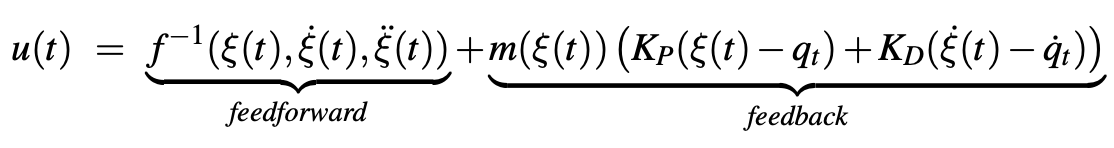 u(t) = f⁻¹(ξ(t), ξ̇(t), ξ̈(t)) + m(ξ(t)) (K_P(ξ(t) − q_t) + K_D(ξ̇(t) − q̇_t))
feedforward feedback